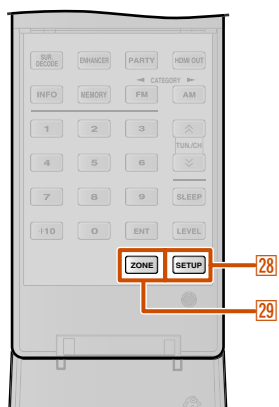 SUR. DECODE ENHANCER PARTY HDMI OUT
CATEGORY
INFO MEMORY FM AM
1 2 3
TUN./CH
4 5 6
7 8 9 SLEEP
+10 0 ENT LEVEL
ZONE SETUP
28
29